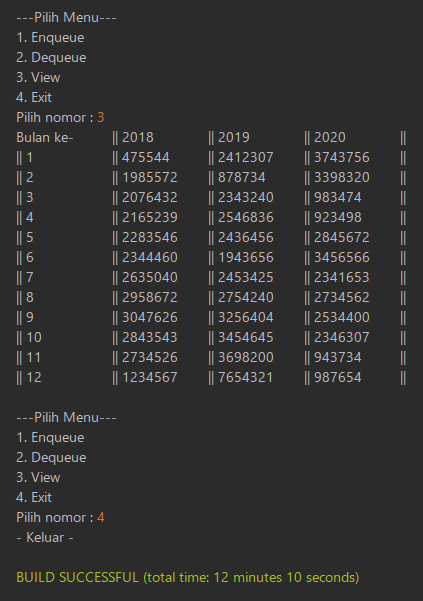 ---Pilih Menu---
1. Enqueue
2. Dequeue
3. View
4. Exit
Pilih nomor : 3
Bulan ke- || 2018 || 2019 || 2020 ||
|| 1 || 475544 || 2412307 || 3743756 ||
|| 2 || 1985572 || 878734 || 3398320 ||
|| 3 || 2076432 || 2343240 || 983474 ||
|| 4 || 2165239 || 2546836 || 923498 ||
|| 5 || 2283546 || 2436456 || 2845672 ||
|| 6 || 2344460 || 1943656 || 3456566 ||
|| 7 || 2635040 || 2453425 || 2341653 ||
|| 8 || 2958672 || 2754240 || 2734562 ||
|| 9 || 3047626 || 3256404 || 2534400 ||
|| 10 || 2843543 || 3454645 || 2346307 ||
|| 11 || 2734526 || 3698200 || 943734 ||
|| 12 || 1234567 || 7654321 || 987654 ||
---Pilih Menu---
1. Enqueue
2. Dequeue
3. View
4. Exit
Pilih nomor : 4
- Keluar -
BUILD SUCCESSFUL (total time: 12 minutes 10 seconds)